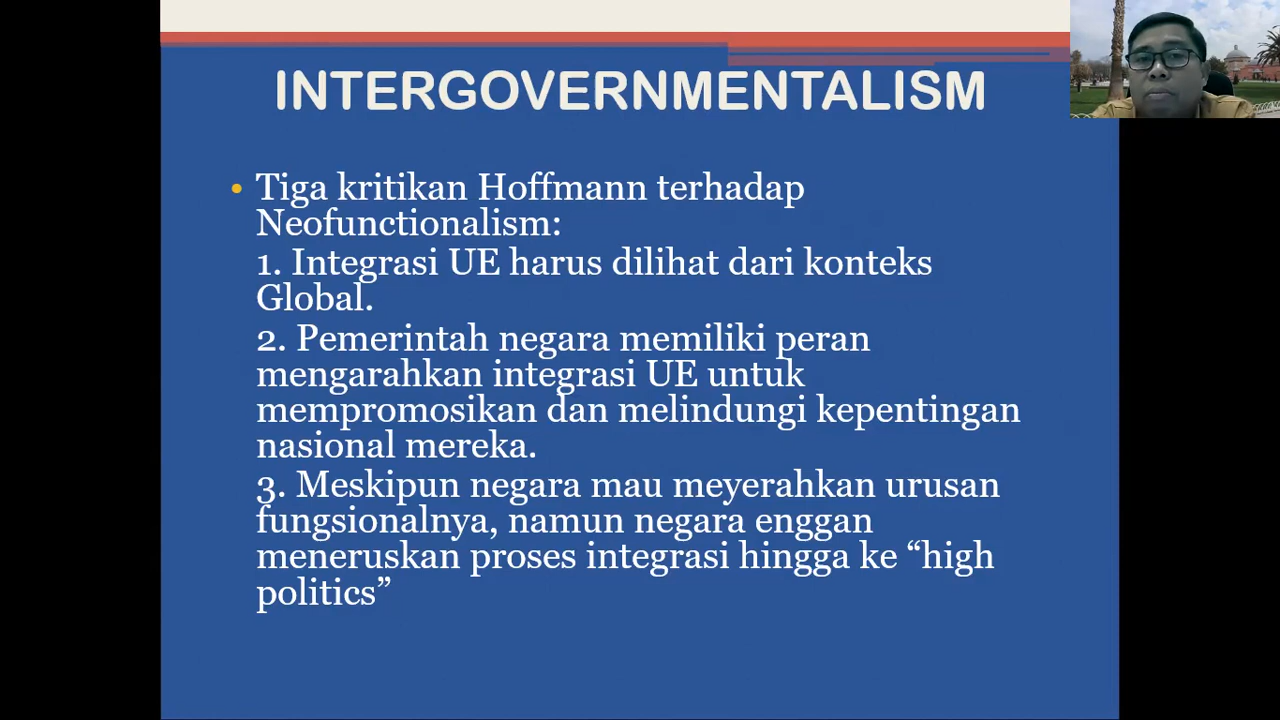 INTERGOVERNMENTALISM
• Tiga kritikan Hoffmann terhadap
Neofunctionalism:
1. Integrasi UE harus dilihat dari konteks
Global.
2. Pemerintah negara memiliki peran
mengarahkan integrasi UE untuk
mempromosikan dan melindungi kepentingan
nasional mereka.
3. Meskipun negara mau meyerahkan urusan
fungsionalnya, namun negara enggan
meneruskan proses integrasi hingga ke “high
politics”